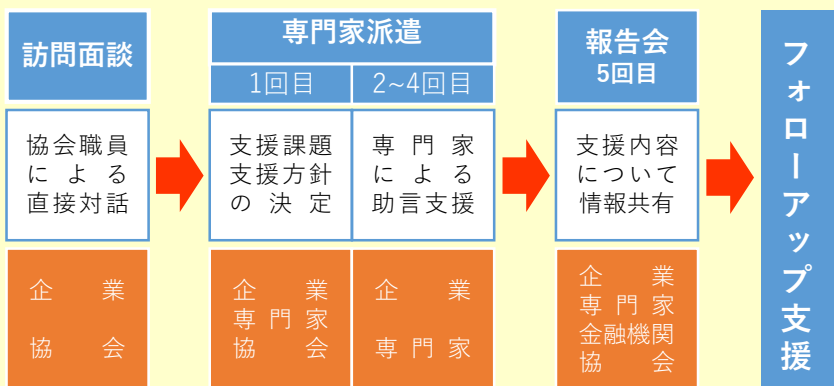 訪問面談
協会職員
による
直接対話
企業
協会
専門家派遣
1回目
支援課題
支援方針
の決定
企業
専門家
協会
2~4回目
専門家
による
助言支援
企業
専門家
報告会
5回目
支援内容
について
情報共有
企業
専門家
金融機関
協会
フォローアップ支援